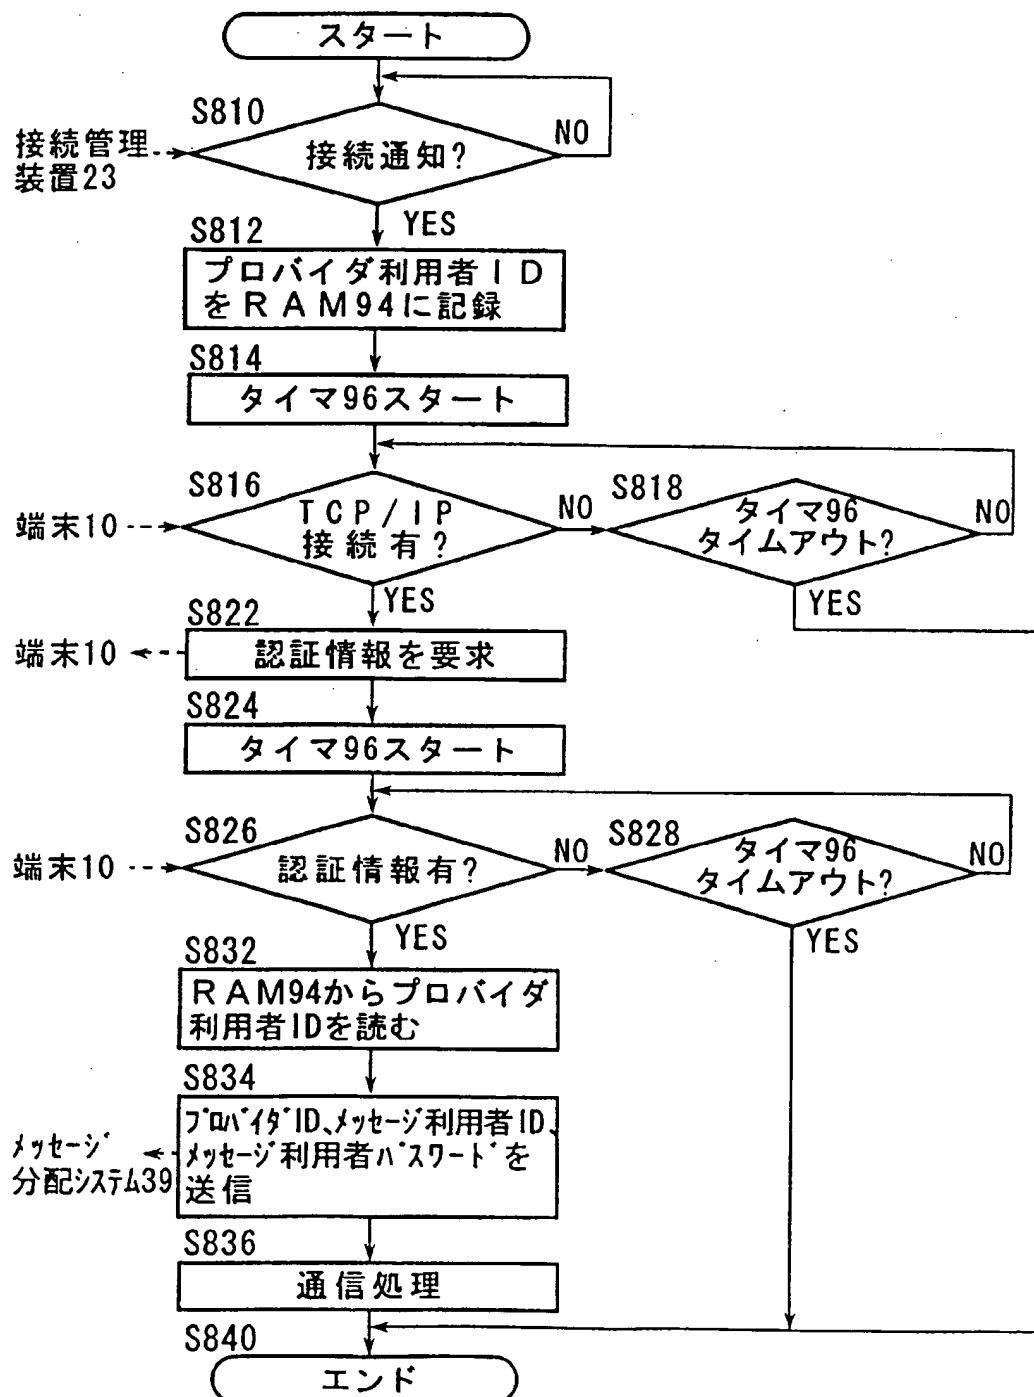 スタート
S810
接続通知?
NO
接続管理
装置23
YES
S812
プロバイダ利用者ID
をRAM94に記録
S814
タイマ96スタート
S816
TCP/IP
接続有?
端末10
NO
S818
タイマ96
タイムアウト?
NO
YES
YES
S822
認証情報を要求
端末10
S824
タイマ96スタート
S826
認証情報有?
端末10
NO
S828
タイマ96
タイムアウト?
NO
YES
YES
S832
RAM94からプロバイダ
利用者IDを読む
S834
プロバイダID、メッセージ利用者ID、
メッセージ利用者パスワードを
送信
メッセージ
分配システム39
S836
通信処理
S840
エンド